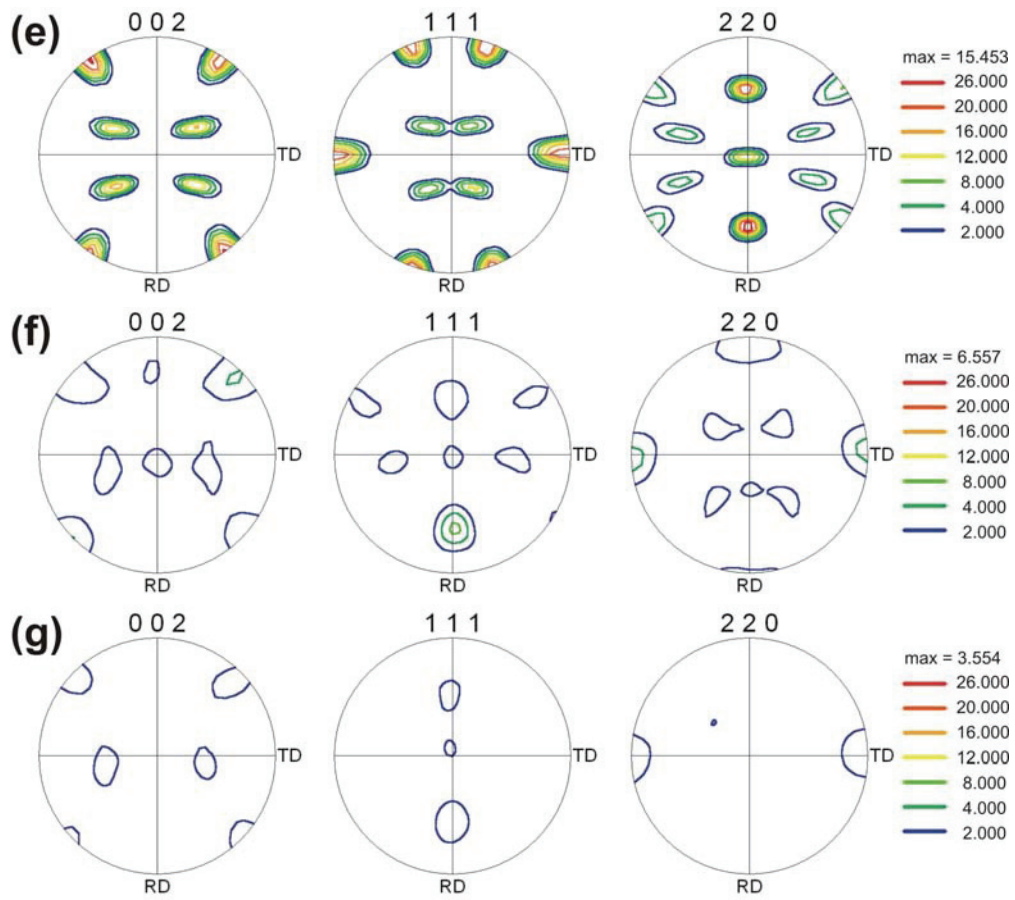 (e)
0 0 2
1 1 1
2 2 0
TD
TD
TD
RD
RD
RD
max = 15.453
26.000
20.000
16.000
12.000
8.000
4.000
2.000
(f)
0 0 2
1 1 1
2 2 0
TD
TD
TD
RD
RD
RD
max = 6.557
26.000
20.000
16.000
12.000
8.000
4.000
2.000
(g)
0 0 2
1 1 1
2 2 0
TD
TD
TD
RD
RD
RD
max = 3.554
26.000
20.000
16.000
12.000
8.000
4.000
2.000